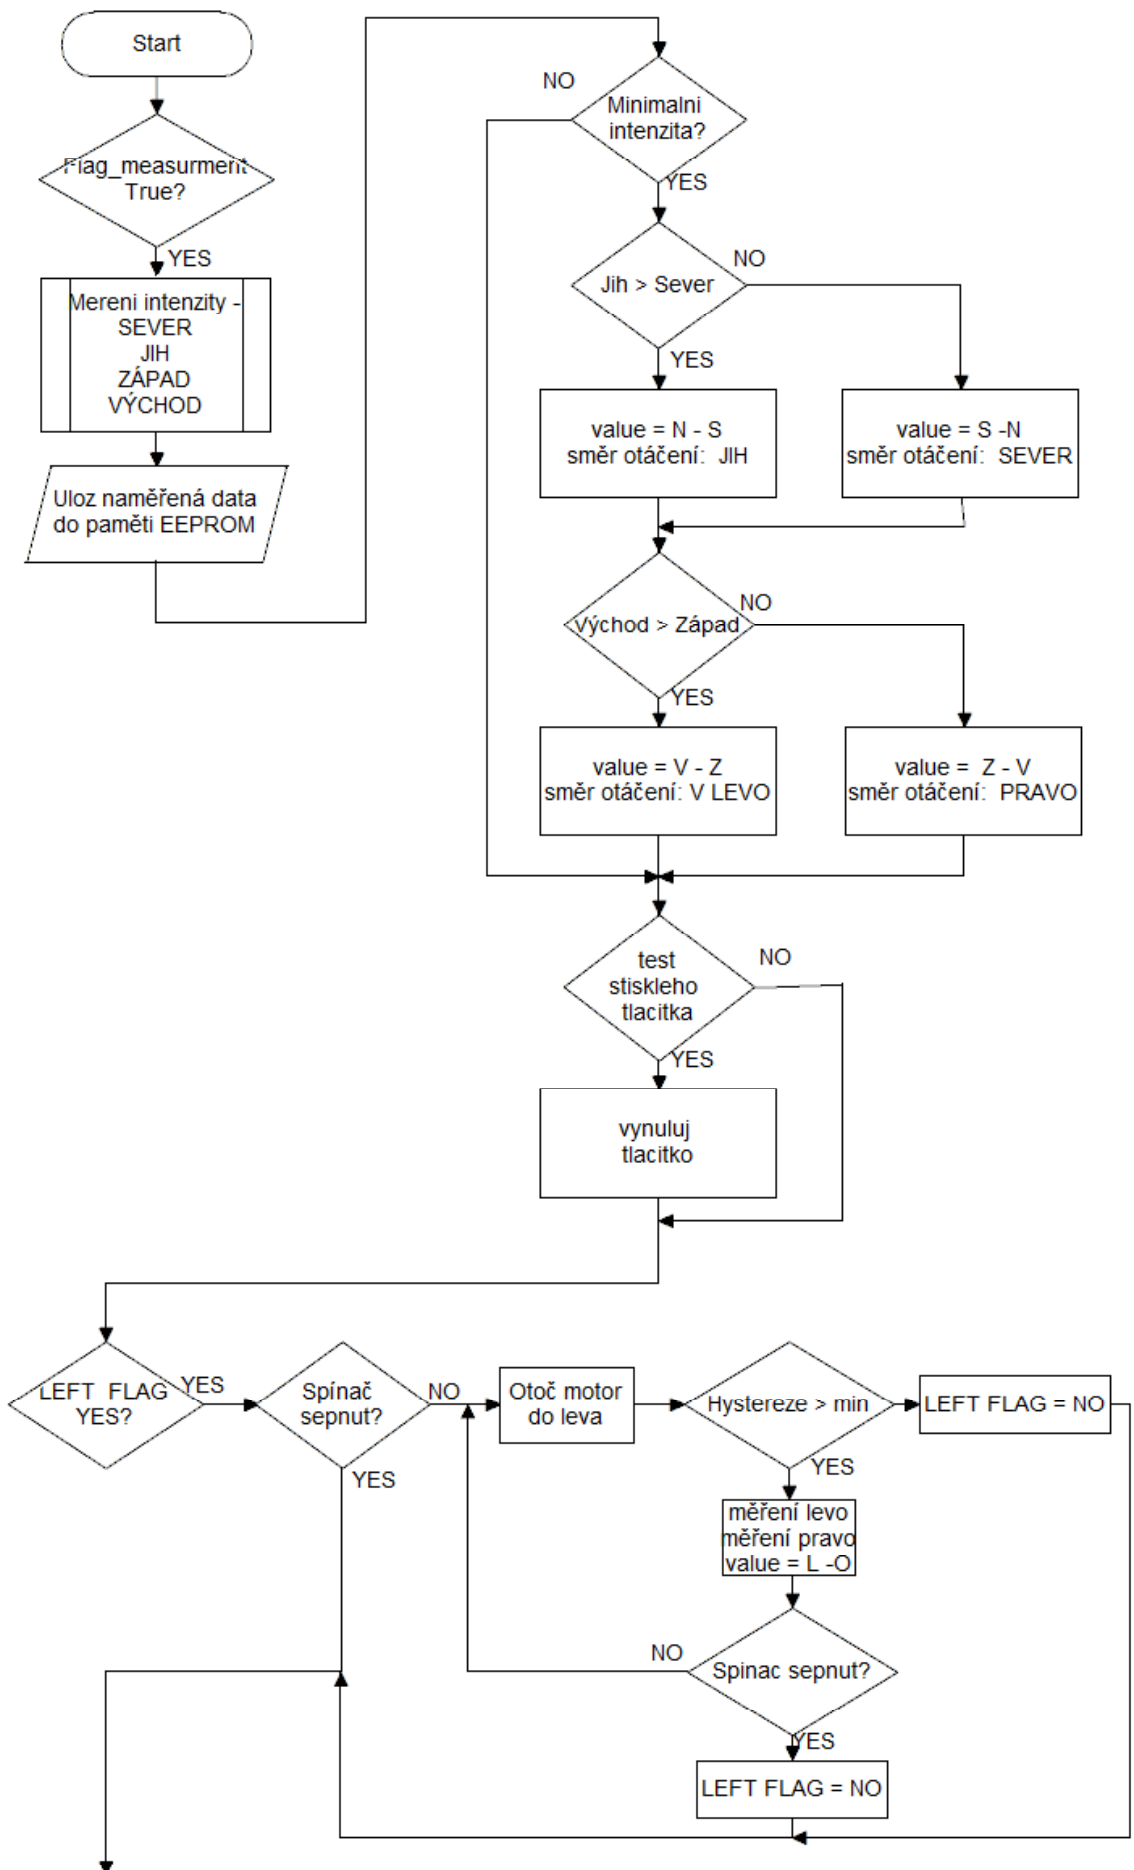 Start
Flag_measurment
True?
YES
Mereni intenzity -
SEVER
JIH
ZÁPAD
VÝCHOD
Uloz naměřená data
do paměti EEPROM
NO
Minimalni
intenzita?
YES
Jih > Sever
NO
YES
value = N - S
směr otáčení: JIH
value = S -N
směr otáčení: SEVER
Východ > Západ
NO
YES
value = V - Z
směr otáčení: V LEVO
value = Z - V
směr otáčení: PRAVO
test
stiskleho
tlacitka
NO
YES
vynuluj
tlacitko
LEFT FLAG
YES?
YES
Spínač
sepnut?
NO
YES
Otoč motor
do leva
Hystereze > min
LEFT FLAG = NO
YES
měření levo
měření pravo
value = L -O
NO
Spinac sepnut?
YES
LEFT FLAG = NO